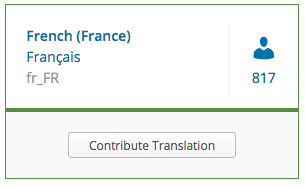 French (France)
Français
fr_FR
817
Contribute Translation